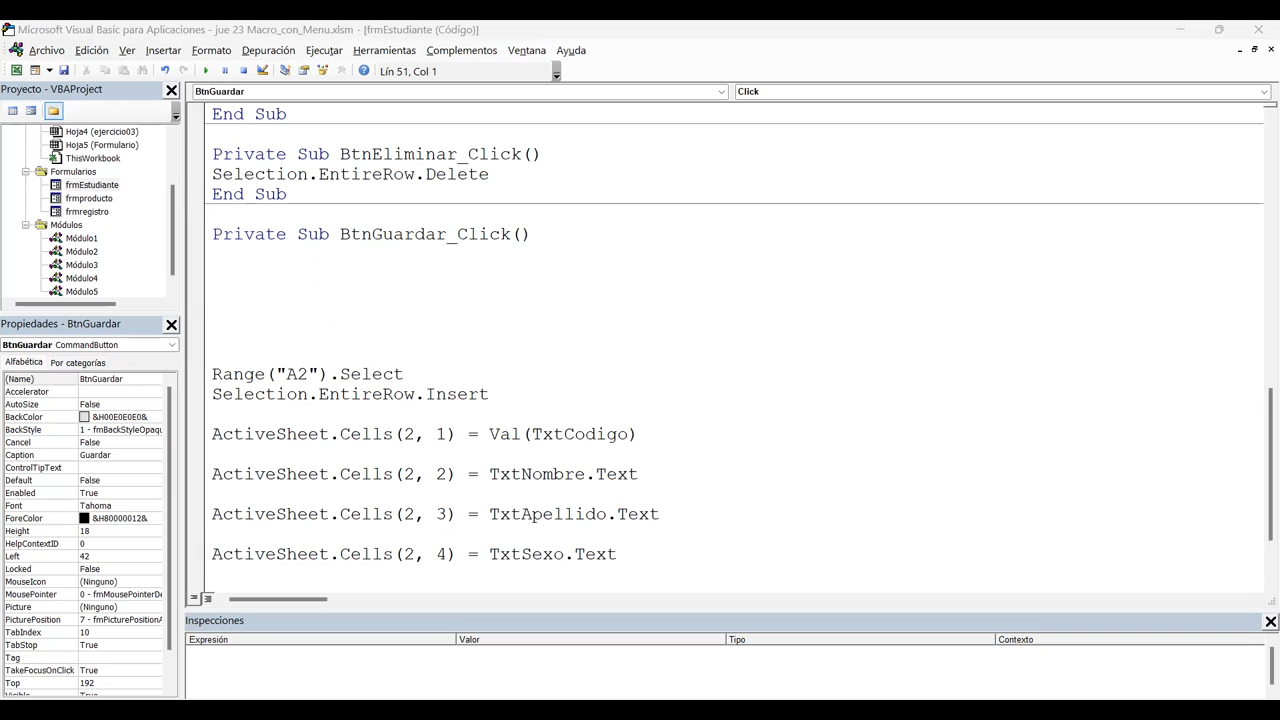 Microsoft Visual Basic para Aplicaciones - jue 23 Macro_con_Menu.xlsm - [frmEstudiante (Código)]
Archivo Edición Ver Insertar Formato Depuración Ejecutar Herramientas Complementos Ventana Ayuda
Lín 51, Col 1
Proyecto - VBAProject
Hoja4 (ejercicio03)
Hoja5 (Formulario)
ThisWorkbook
Formularios
frmEstudiante
frmproducto
frmregistro
Módulos
Módulo1
Módulo2
Módulo3
Módulo4
Módulo5
Propiedades - BtnGuardar
BtnGuardar CommandButton
Alfabética Por categorías
(Name) BtnGuardar
Accelerator
AutoSize False
BackColor &H00E0E0E0&
BackStyle 1 - fmBackStyleOpaqu
Cancel False
Caption Guardar
ControlTipText
Default False
Enabled True
Font Tahoma
ForeColor &H80000012&
Height 18
HelpContextID 0
Left 42
Locked False
MouseIcon (Ninguno)
MousePointer 0 - fmMousePointerDe
Picture (Ninguno)
PicturePosition 7 - fmPicturePositionA
TabIndex 10
TabStop True
Tag
TakeFocusOnClick True
Top 192
BtnGuardar Click
End Sub
Private Sub BtnEliminar_Click()
Selection.EntireRow.Delete
End Sub
Private Sub BtnGuardar_Click()
Range("A2").Select
Selection.EntireRow.Insert
ActiveSheet.Cells(2, 1) = Val(TxtCodigo)
ActiveSheet.Cells(2, 2) = TxtNombre.Text
ActiveSheet.Cells(2, 3) = TxtApellido.Text
ActiveSheet.Cells(2, 4) = TxtSexo.Text
Inspecciones
Expresión Valor Tipo Contexto